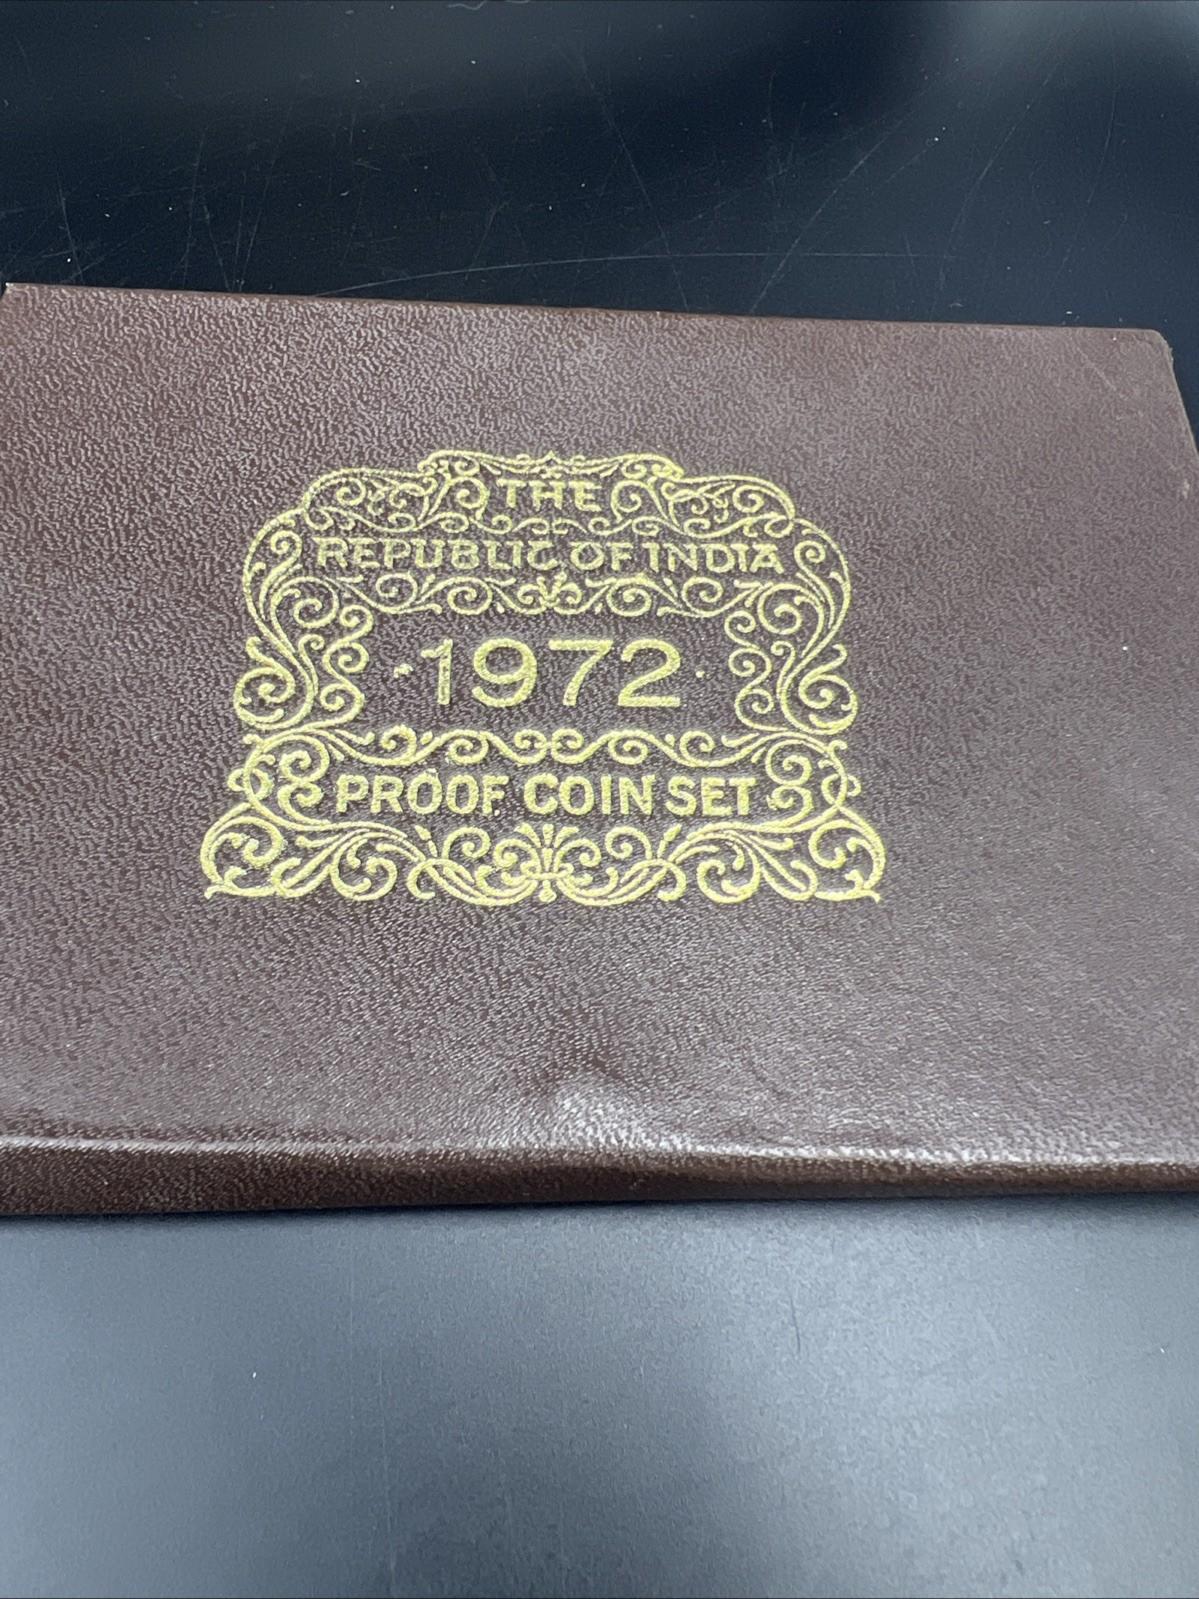 THE
REPUBLIC OF INDIA
·1972·
PROOF COIN SET